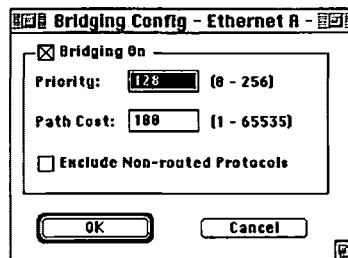 Bridging Config - Ethernet A -
Bridging On
Priority: 128 (0 - 256)
Path Cost: 100 (1 - 65535)
Exclude Non-routed Protocols
OK Cancel